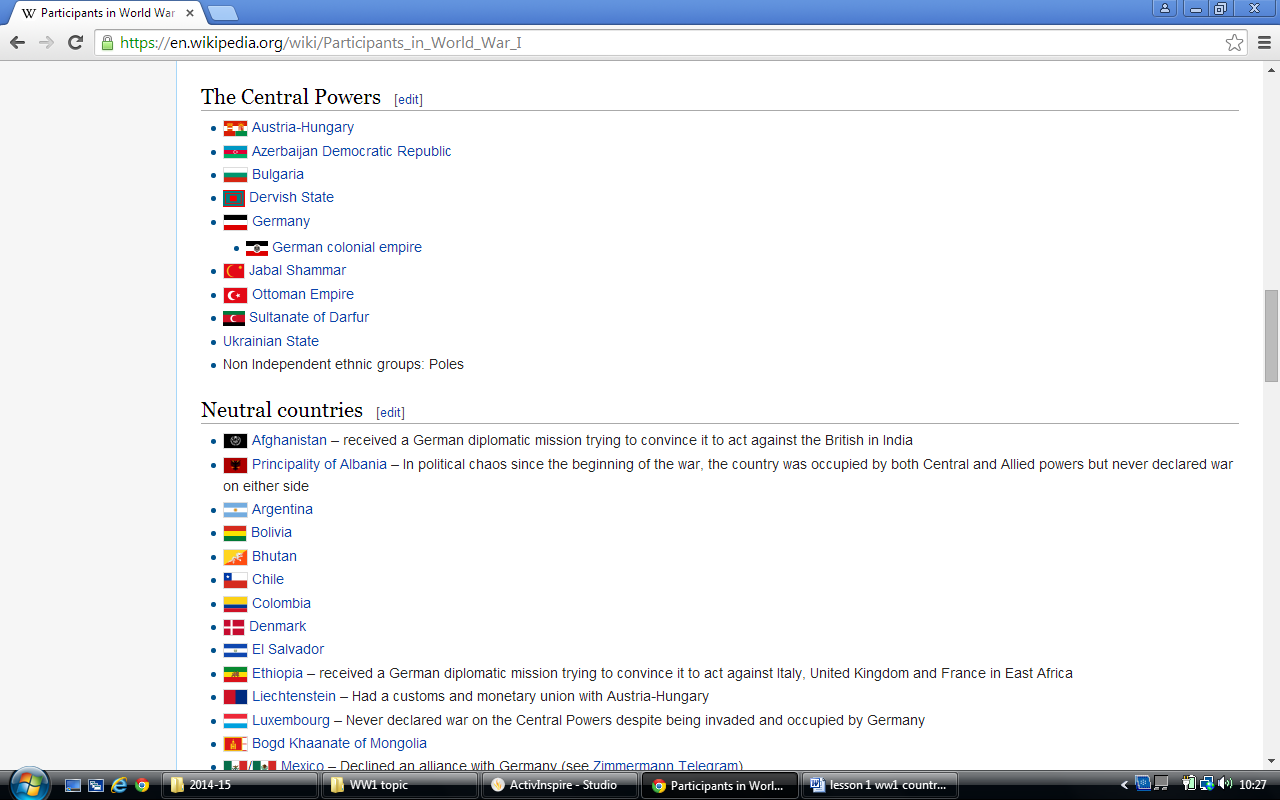 Participants in World War
https://en.wikipedia.org/wiki/Participants_in_World_War_I
The Central Powers [edit]
Austria-Hungary
Azerbaijan Democratic Republic
Bulgaria
Dervish State
Germany
German colonial empire
Jabal Shammar
Ottoman Empire
Sultanate of Darfur
Ukrainian State
Non Independent ethnic groups: Poles
Neutral countries [edit]
Afghanistan – received a German diplomatic mission trying to convince it to act against the British in India
Principality of Albania – In political chaos since the beginning of the war, the country was occupied by both Central and Allied powers but never declared war
on either side
Argentina
Bolivia
Bhutan
Chile
Colombia
Denmark
El Salvador
Ethiopia – received a German diplomatic mission trying to convince it to act against Italy, United Kingdom and France in East Africa
Liechtenstein – Had a customs and monetary union with Austria-Hungary
Luxembourg – Never declared war on the Central Powers despite being invaded and occupied by Germany
Bogd Khaanate of Mongolia
/ Mexico – Declined an alliance with Germany (see Zimmermann Telegram)
2014-15 WW1 topic ActivInspire - Studio Participants in Worl... lesson 1 ww1 countr... 10:27